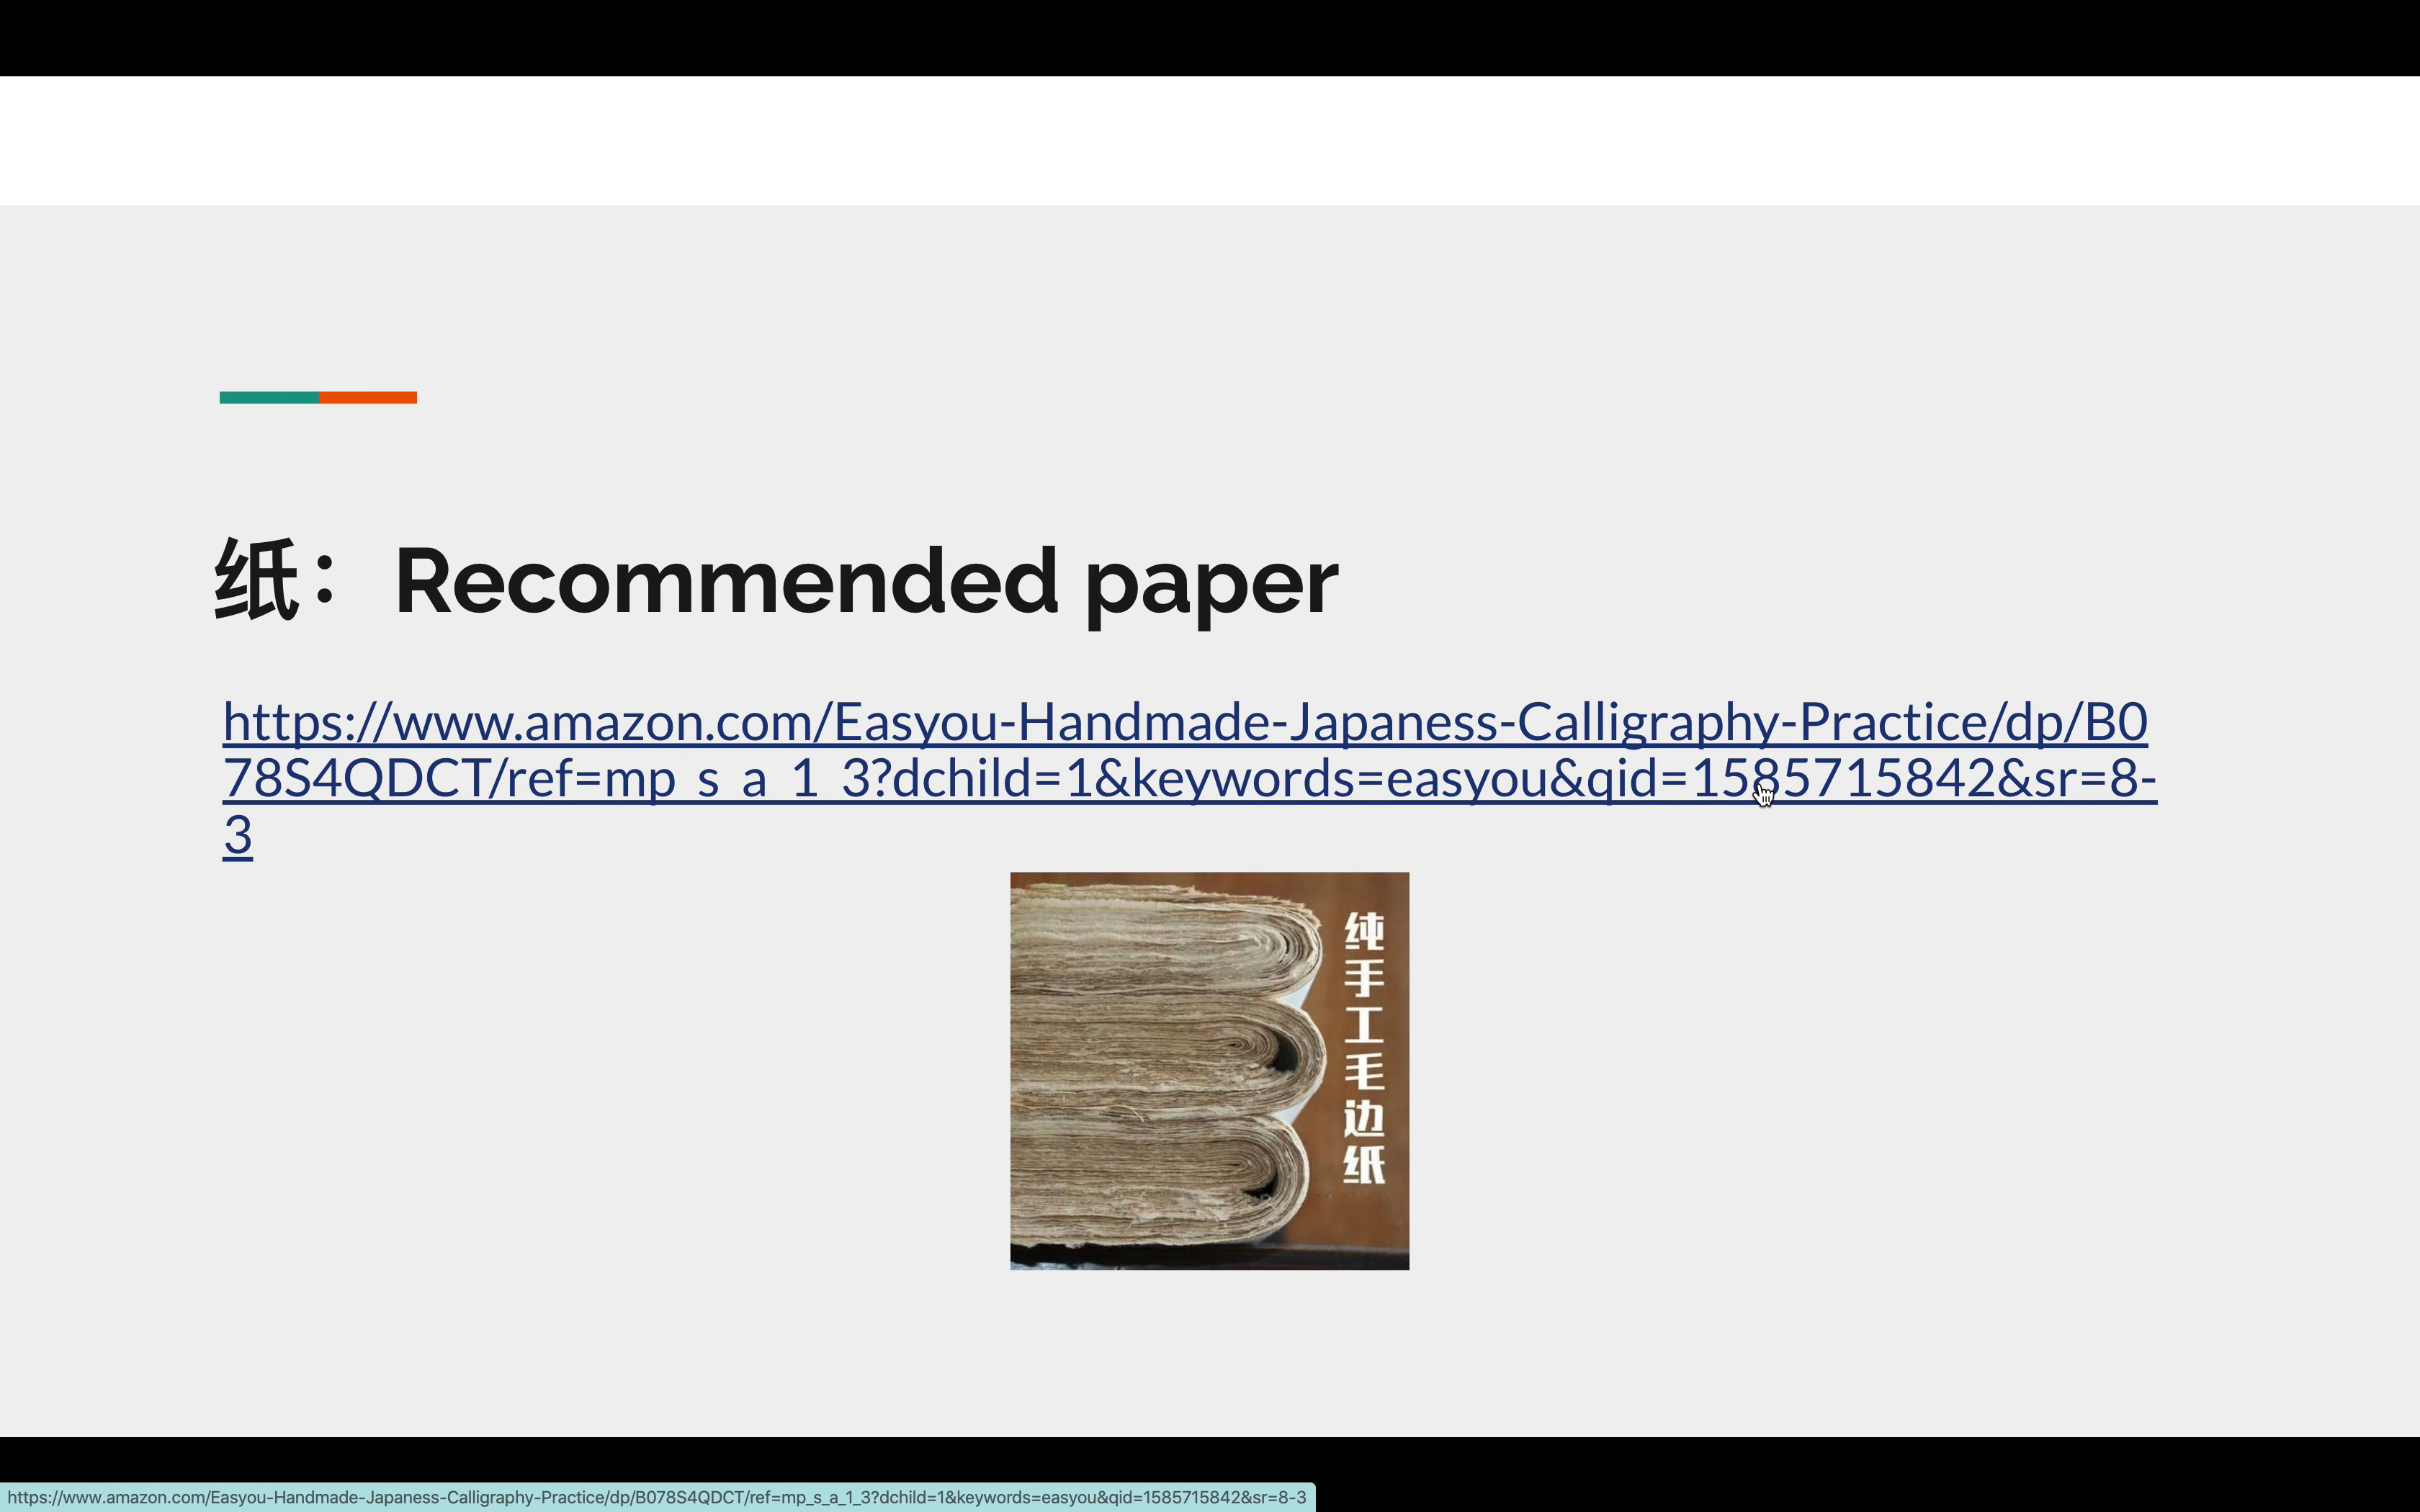 纸：Recommended paper
https://www.amazon.com/Easyou-Handmade-Japaness-Calligraphy-Practice/dp/B0
78S4QDCT/ref=mp_s_a_1_3?dchild=1&keywords=easyou&qid=1585715842&sr=8-
3
纯手工毛边纸
https://www.amazon.com/Easyou-Handmade-Japaness-Calligraphy-Practice/dp/B078S4QDCT/ref=mp_s_a_1_3?dchild=1&keywords=easyou&qid=1585715842&sr=8-3